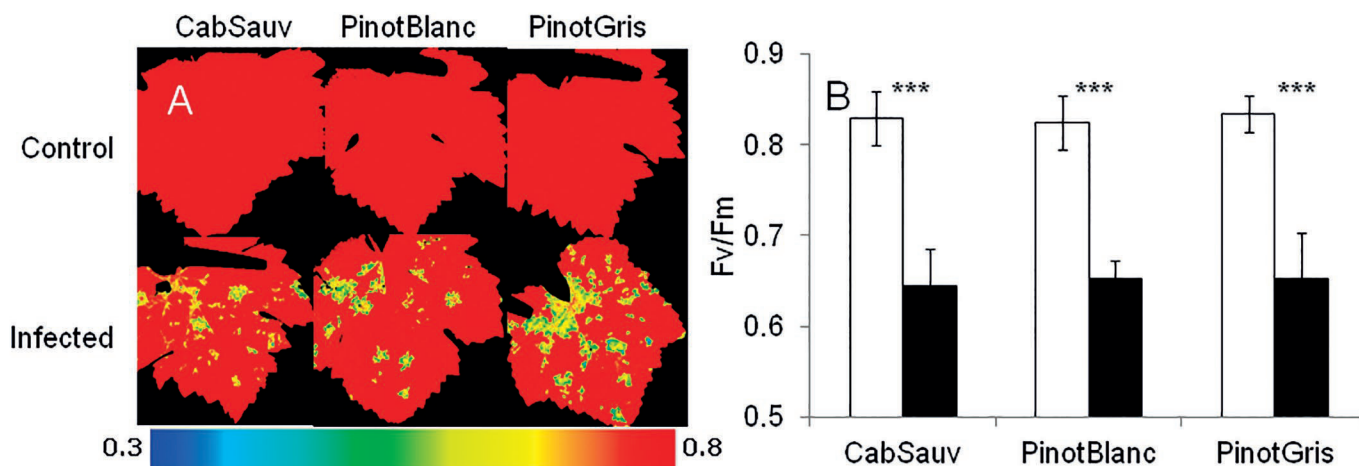 CabSauv PinotBlanc PinotGris
A
Control
Infected
0.3 0.8
B
*** *** ***
Fv/Fm
0.9
0.8
0.7
0.6
0.5
CabSauv PinotBlanc PinotGris